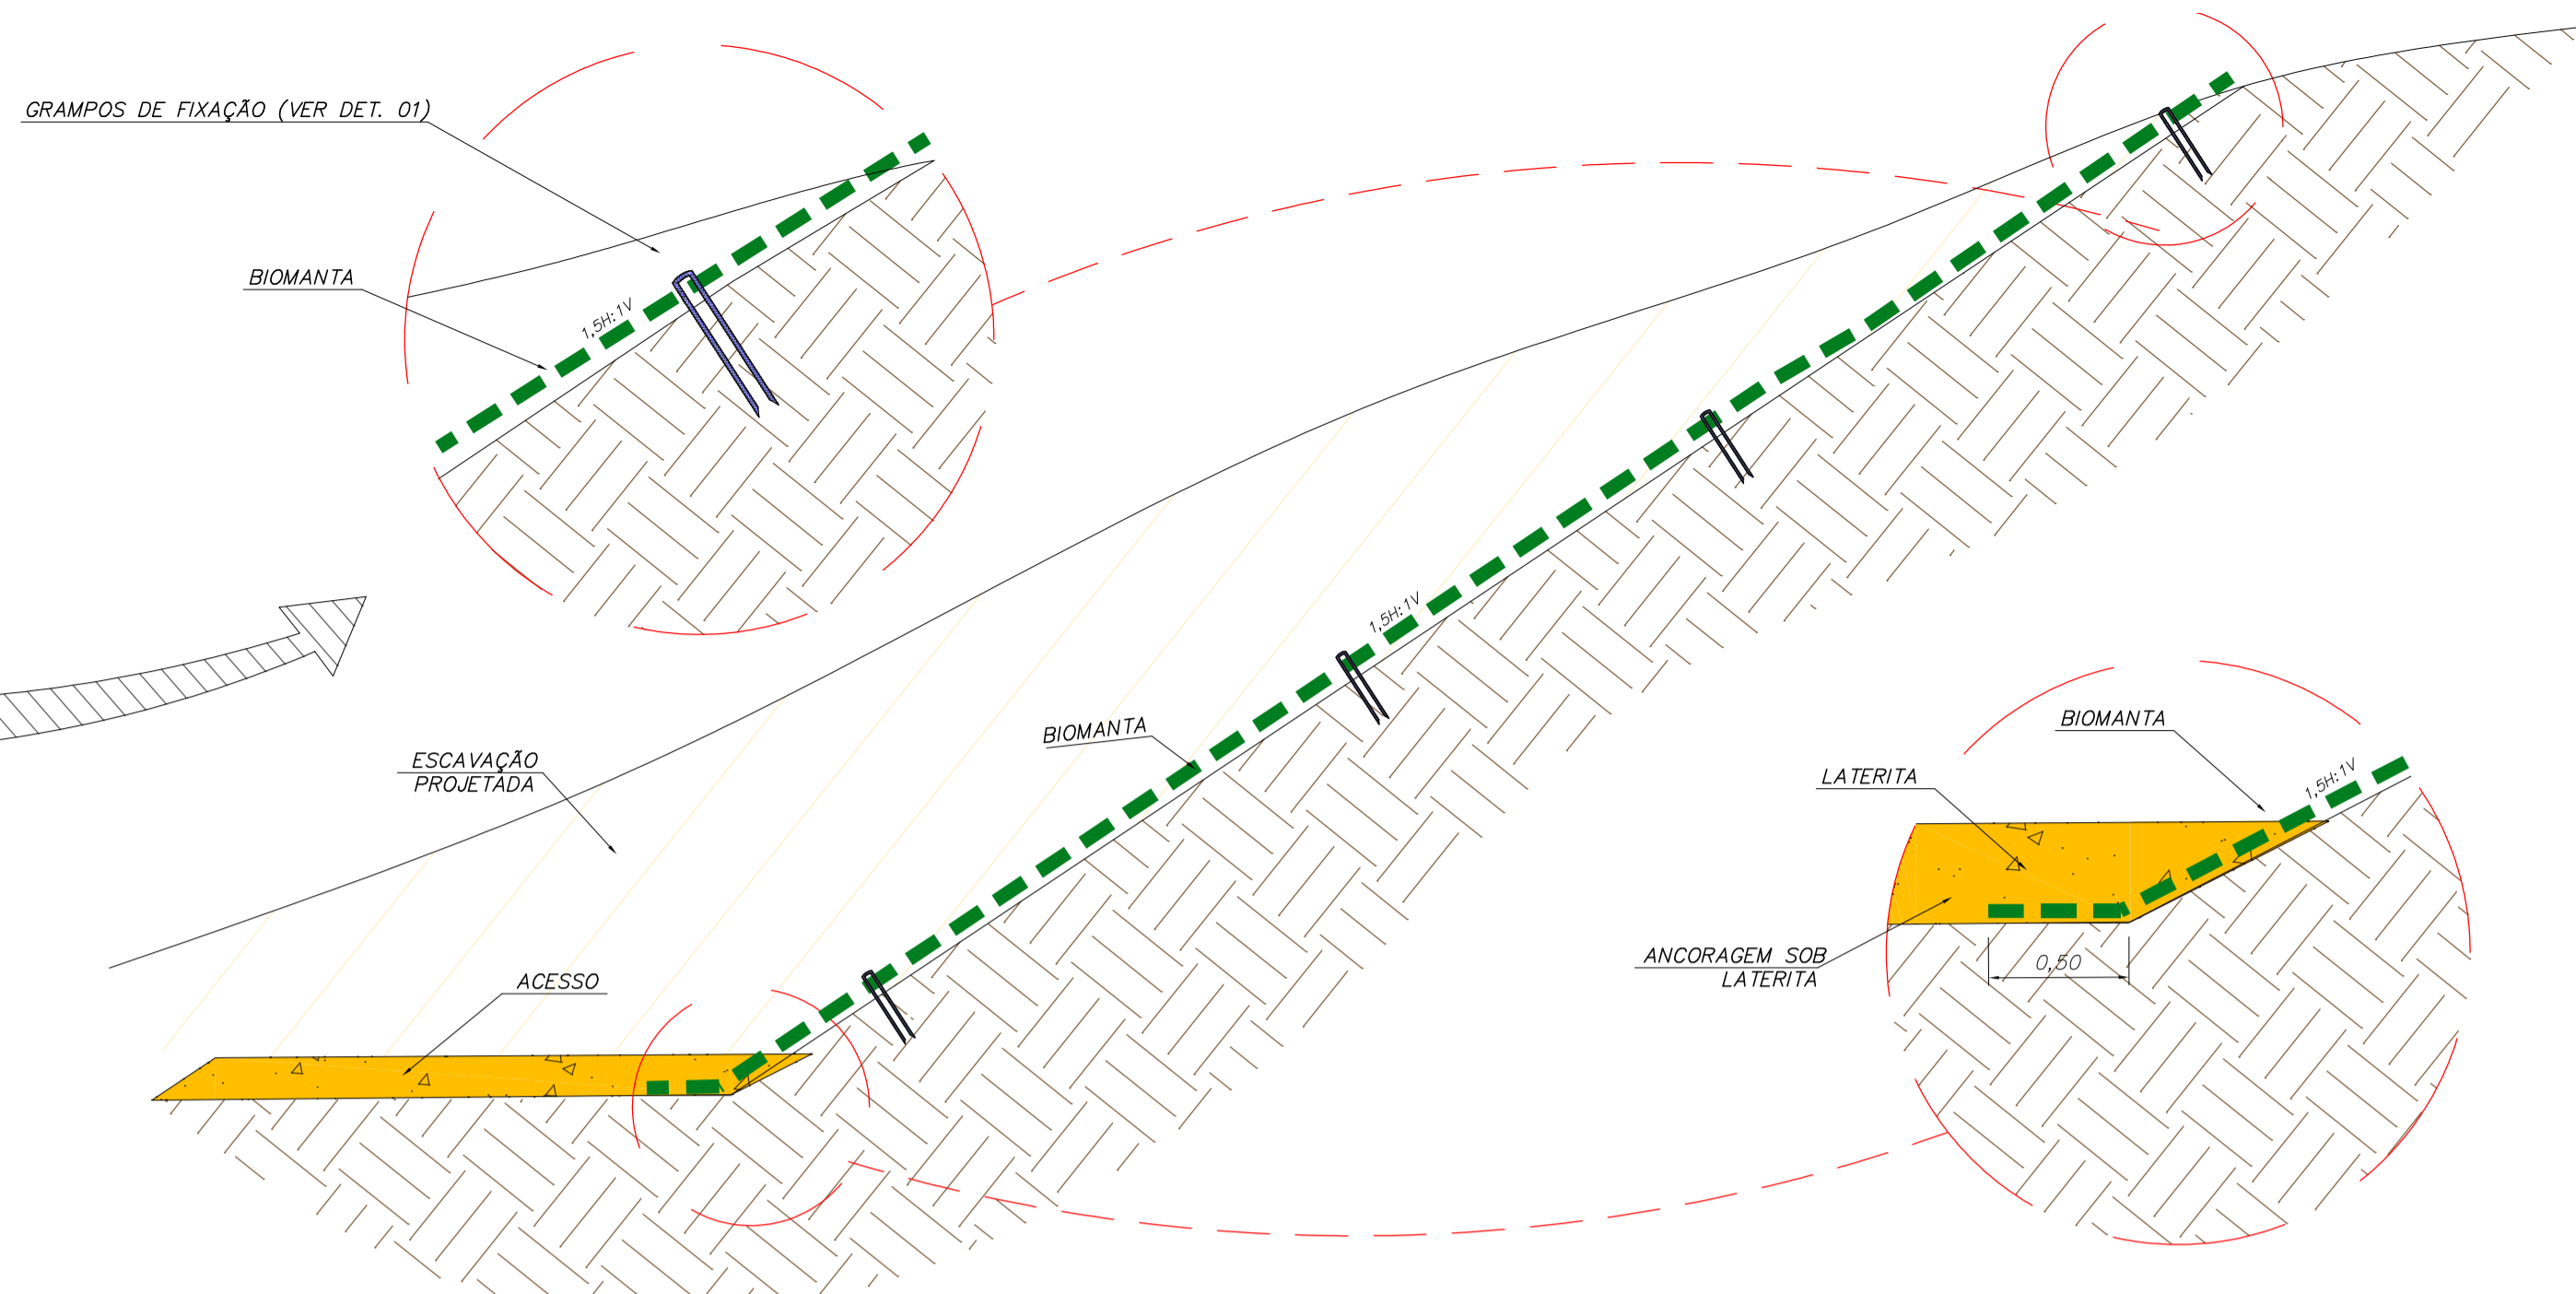 GRAMPOS DE FIXAÇÃO (VER DET. 01)
BIOMANTA
1,5H:1V
1,5H:1V
BIOMANTA
ESCAVAÇÃO
PROJETADA
ACESSO
BIOMANTA
LATERITA
1,5H:1V
ANCORAGEM SOB
LATERITA
0,50